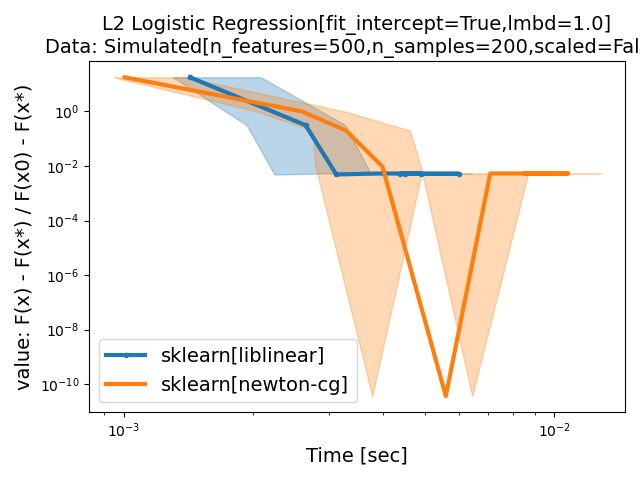 L2 Logistic Regression[fit_intercept=True,lmbd=1.0]
Data: Simulated[n_features=500,n_samples=200,scaled=Fal
value: F(x) - F(x*) / F(x0) - F(x*)
10⁰
10⁻²
10⁻⁴
10⁻⁶
10⁻⁸
10⁻¹⁰
sklearn[liblinear]
sklearn[newton-cg]
10⁻³
10⁻²
Time [sec]